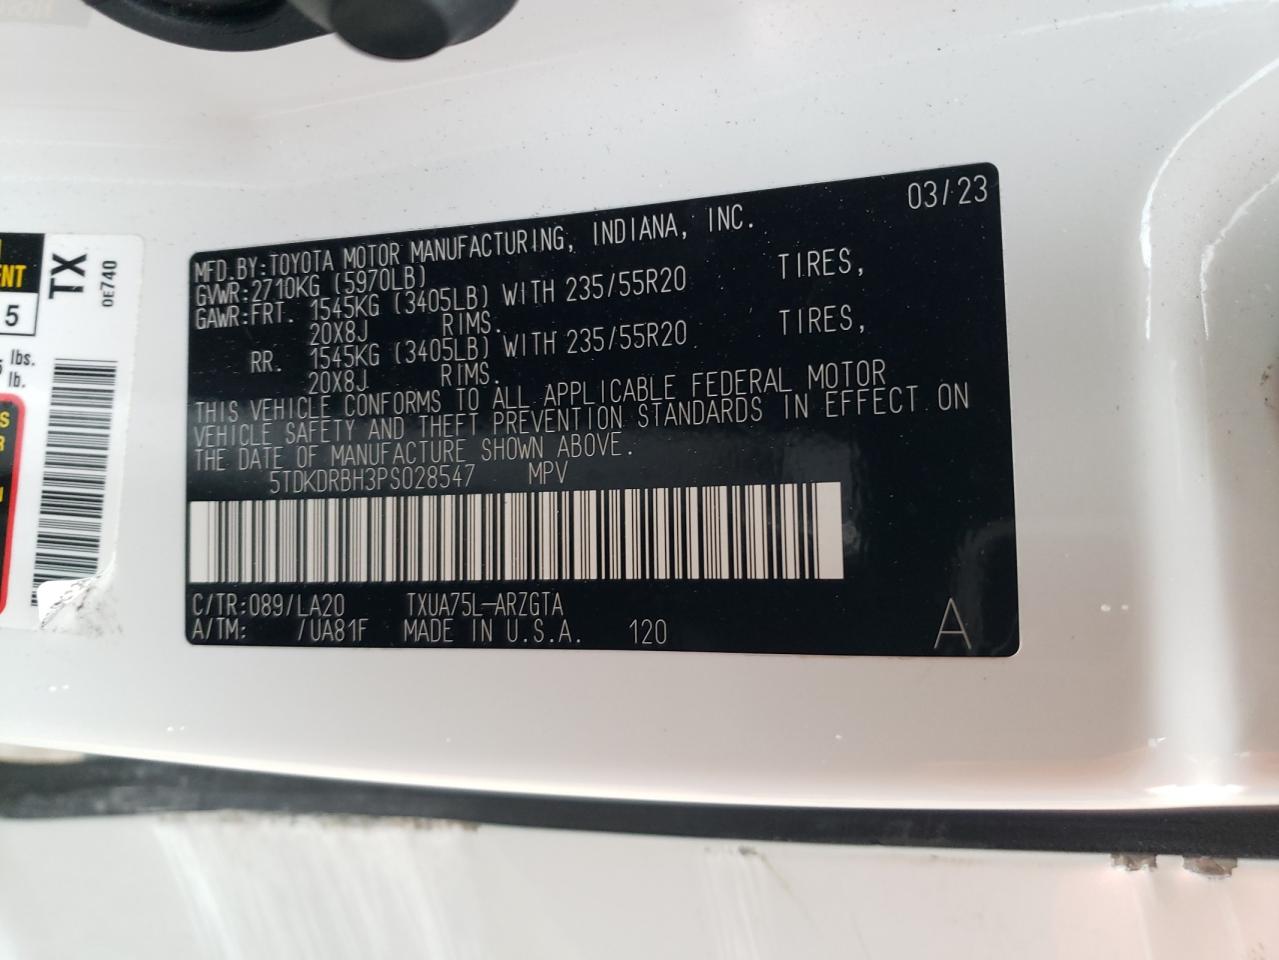 MFD.BY:TOYOTA MOTOR MANUFACTURING, INDIANA, INC. 03/23
GVWR:2710KG (5970LB)
GAWR:FRT. 1545KG (3405LB) WITH 235/55R20 TIRES,
20X8J RIMS.
RR. 1545KG (3405LB) WITH 235/55R20 TIRES,
20X8J RIMS.
THIS VEHICLE CONFORMS TO ALL APPLICABLE FEDERAL MOTOR
VEHICLE SAFETY AND THEFT PREVENTION STANDARDS IN EFFECT ON
THE DATE OF MANUFACTURE SHOWN ABOVE.
5TDKDRBH3PS028547 MPV
C/TR:089/LA20 TXUA75L-ARZGTA
A/TM: /UA81F MADE IN U.S.A. 120 A
TX
0E740
5
lbs.
lb.